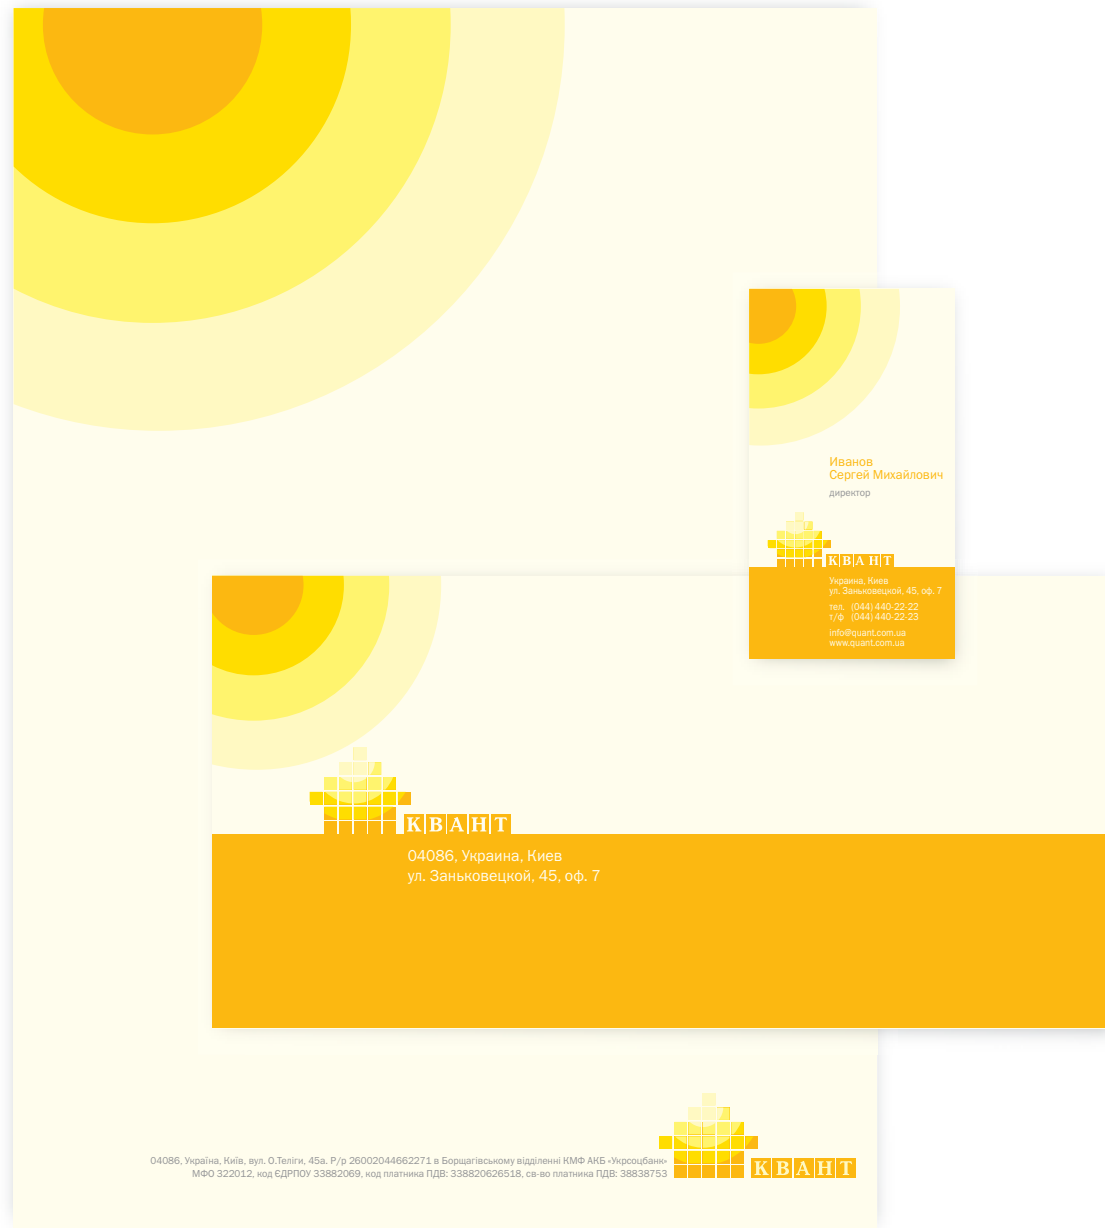 Иванов
Сергей Михайлович
директор
КВАНТ
Украина, Киев
ул. Заньковецкой, 45, оф. 7
тел. (044) 440-22-22
т/ф (044) 440-22-23
info@quant.com.ua
www.quant.com.ua
КВАНТ
04086, Украина, Киев
ул. Заньковецкой, 45, оф. 7
04086, Україна, Київ, вул. О.Теліги, 45а. Р/р 26002044662271 в Борщагівському відділенні КМФ АКБ «Укрсоцбанк»
МФО 322012, код ЄДРПОУ 33882069, код платника ПДВ: 338820626518, св-во платника ПДВ: 38838753
КВАНТ